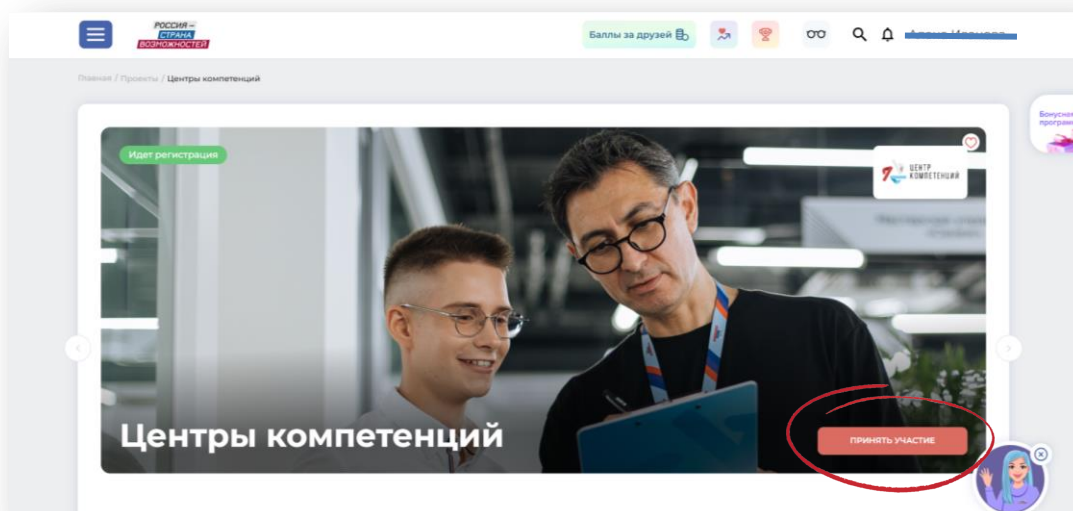 РОССИЯ –
СТРАНА
ВОЗМОЖНОСТЕЙ
Баллы за друзей
Главная / Проекты / Центры компетенций
Бонусная
Идет регистрация
ЦЕНТР
КОМПЕТЕНЦИЙ
Центры компетенций
ПРИНЯТЬ УЧАСТИЕ